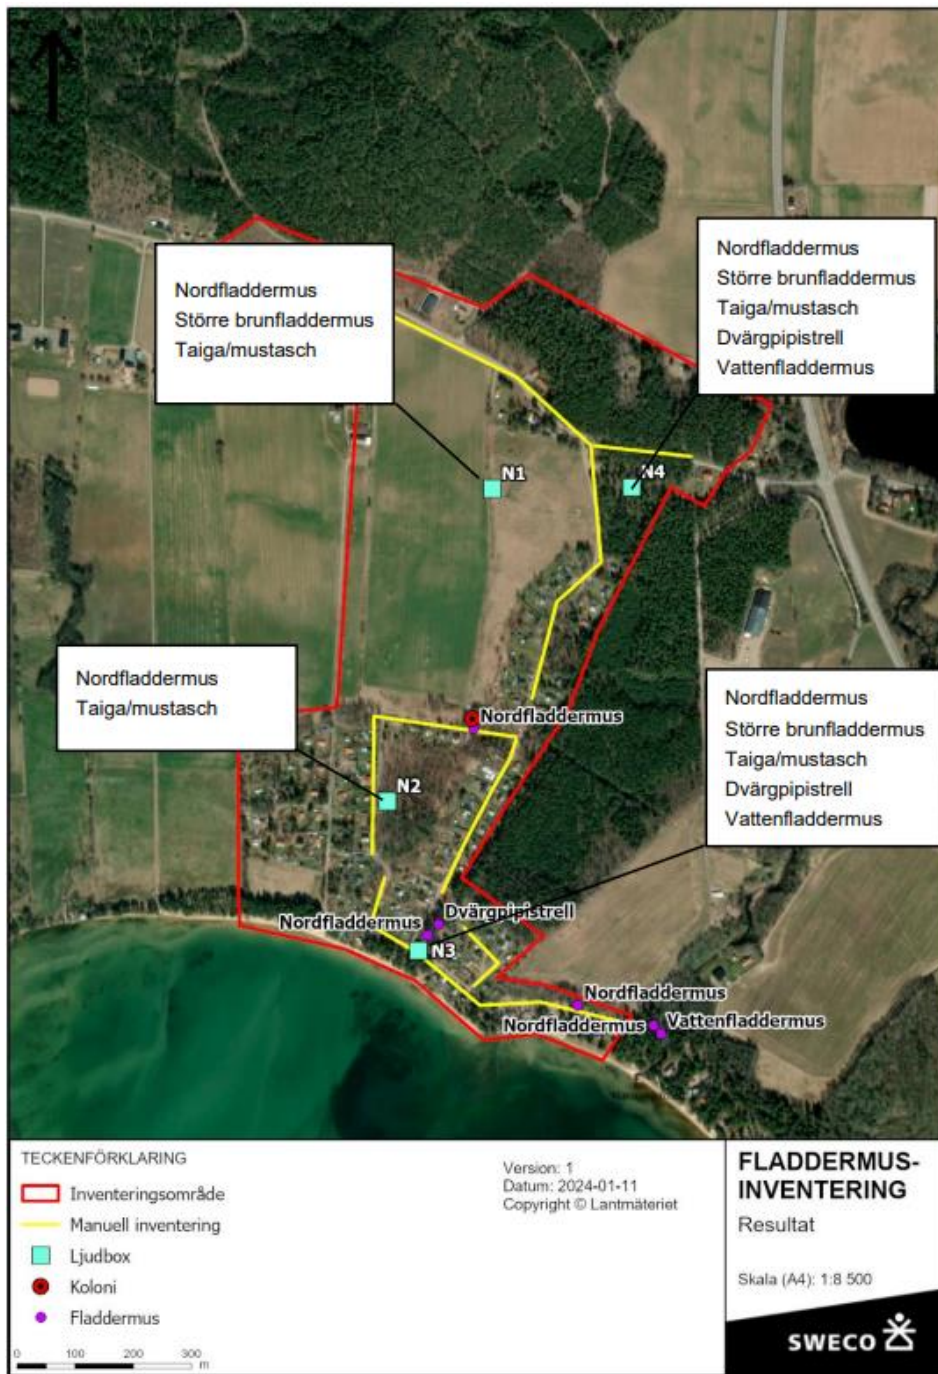 Nordfladdermus
Större brunfladdermus
Taiga/mustasch
Dvärgpipistrell
Vattenfladdermus
Nordfladdermus
Större brunfladdermus
Taiga/mustasch
N1
N4
Nordfladdermus
Taiga/mustasch
Nordfladdermus
Större brunfladdermus
Taiga/mustasch
Dvärgpipistrell
Vattenfladdermus
Nordfladdermus
N2
Dvärgpipistrell
Nordfladdermus
N3
Nordfladdermus
Nordfladdermus
Vattenfladdermus
TECKENFÖRKLARING
Inventeringsområde
Manuell inventering
Ljudbox
Koloni
Fladdermus
0 100 200 300
m
Version: 1
Datum: 2024-01-11
Copyright © Lantmäteriet
FLADDERMUS-
INVENTERING
Resultat
Skala (A4): 1:8 500
SWECO